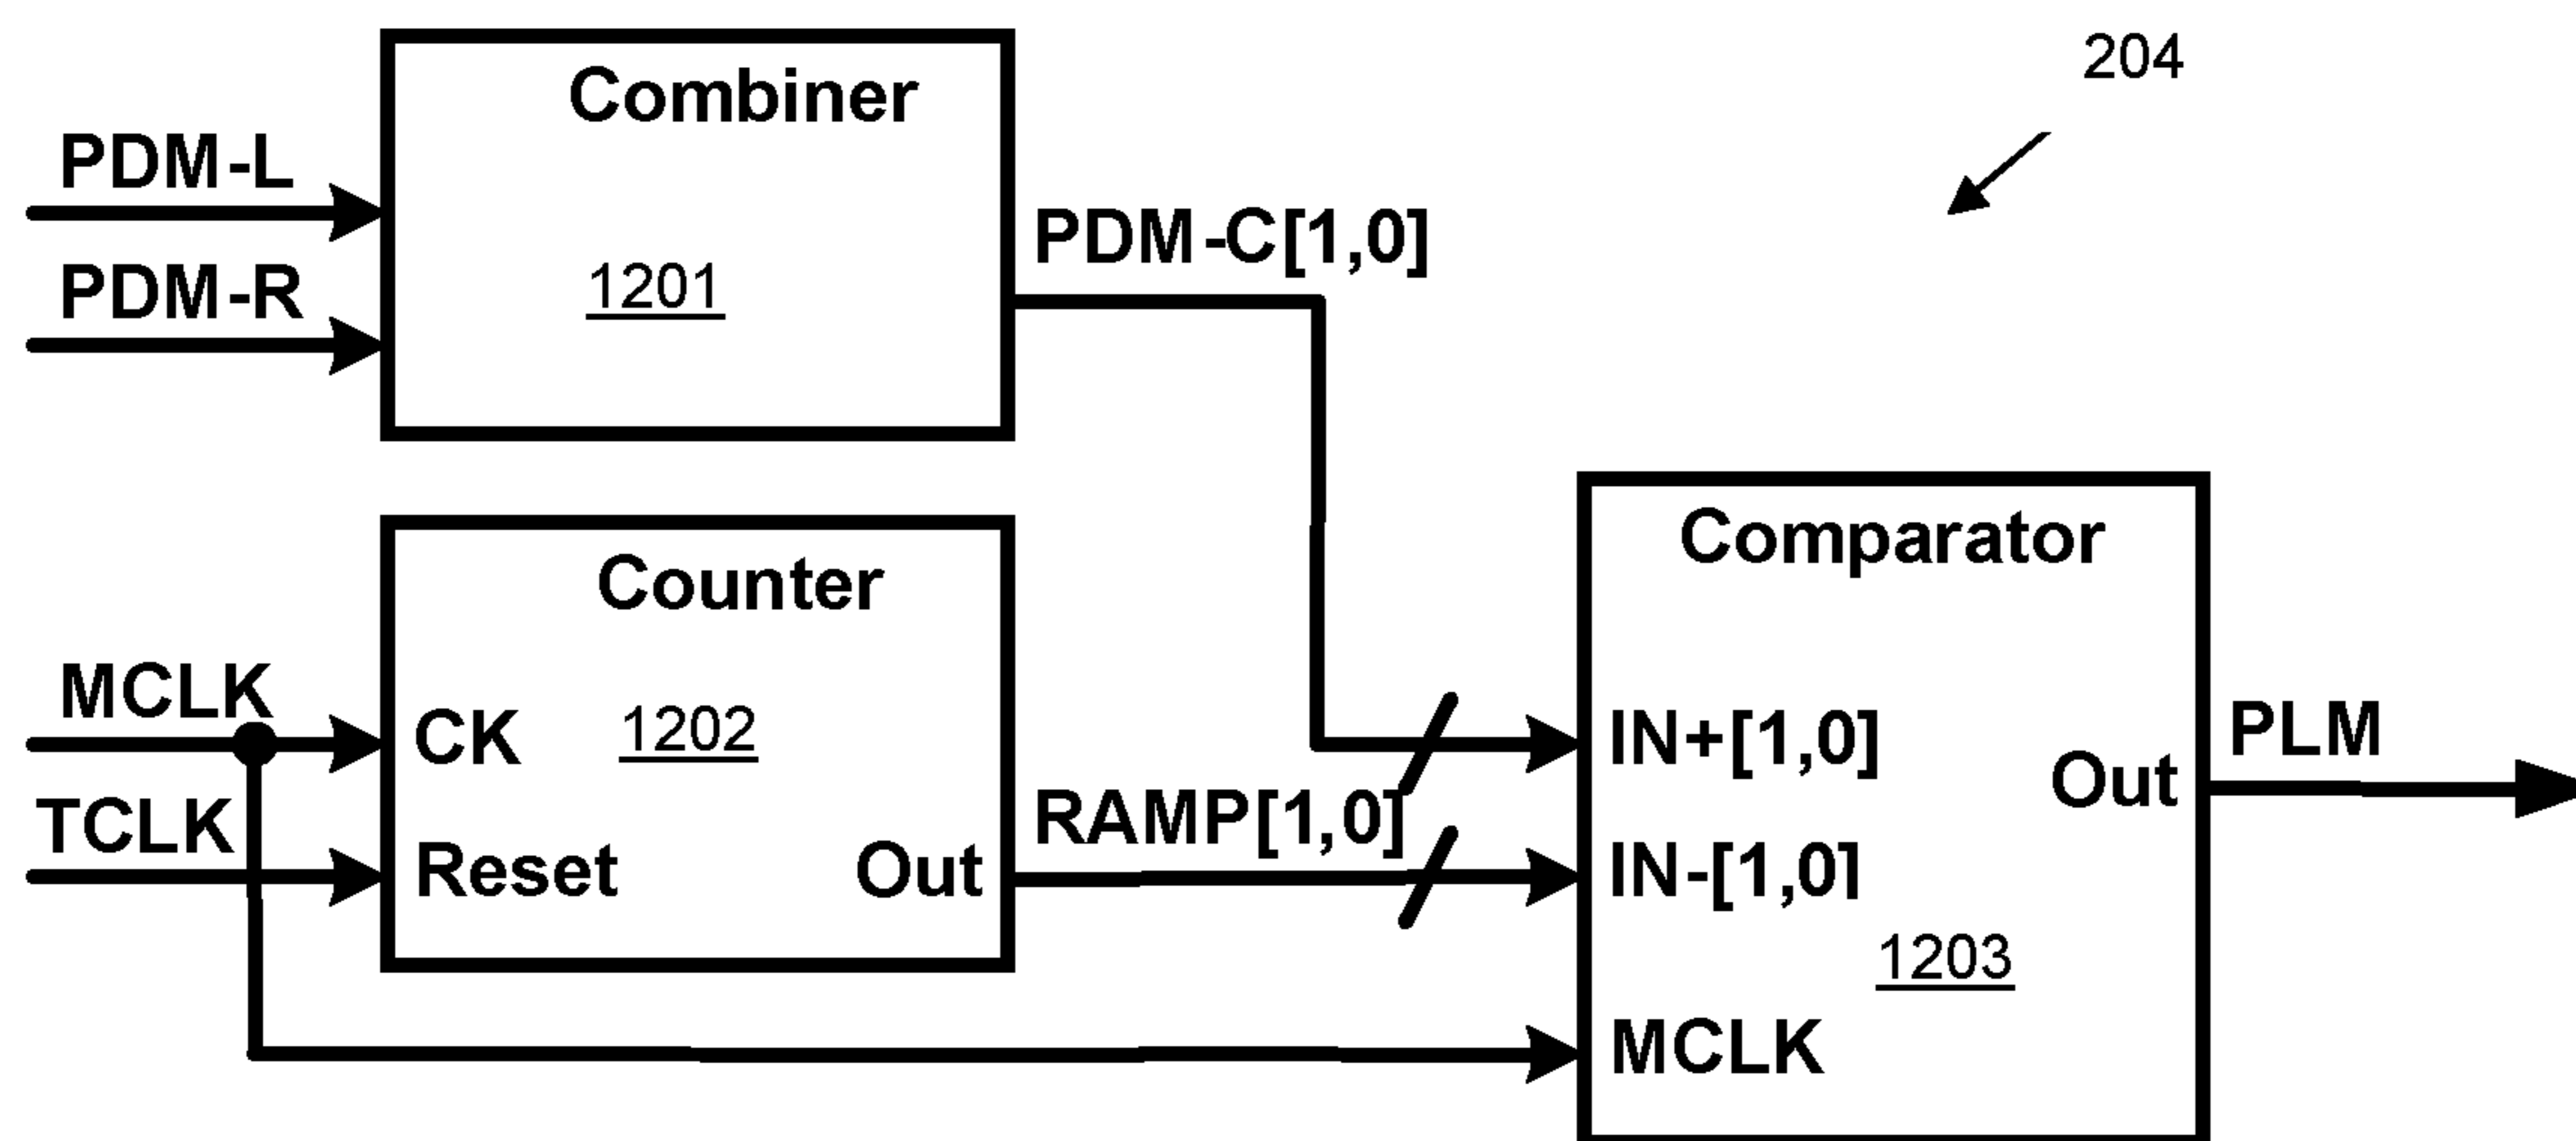 204
Combiner
PDM-L
PDM-R
1201
PDM-C[1,0]
Counter
MCLK
CK
1202
TCLK
Reset
Out
RAMP[1,0]
Comparator
IN+[1,0]
IN-[1,0]
Out
PLM
1203
MCLK